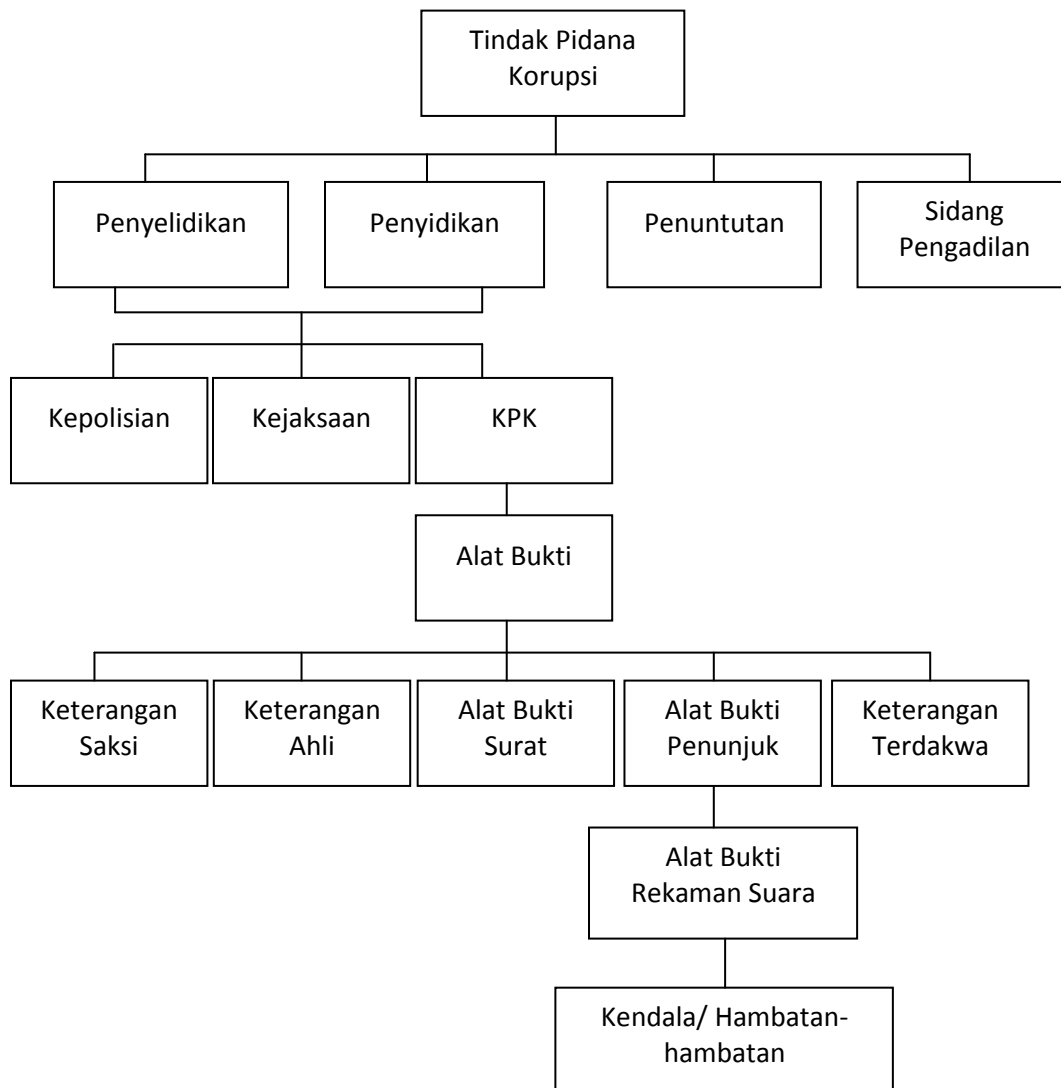 Tindak Pidana
Korupsi
Penyelidikan
Penyidikan
Penuntutan
Sidang
Pengadilan
Kepolisian
Kejaksaan
KPK
Alat Bukti
Keterangan
Saksi
Keterangan
Ahli
Alat Bukti
Surat
Alat Bukti
Penunjuk
Keterangan
Terdakwa
Alat Bukti
Rekaman Suara
Kendala/ Hambatan-
hambatan